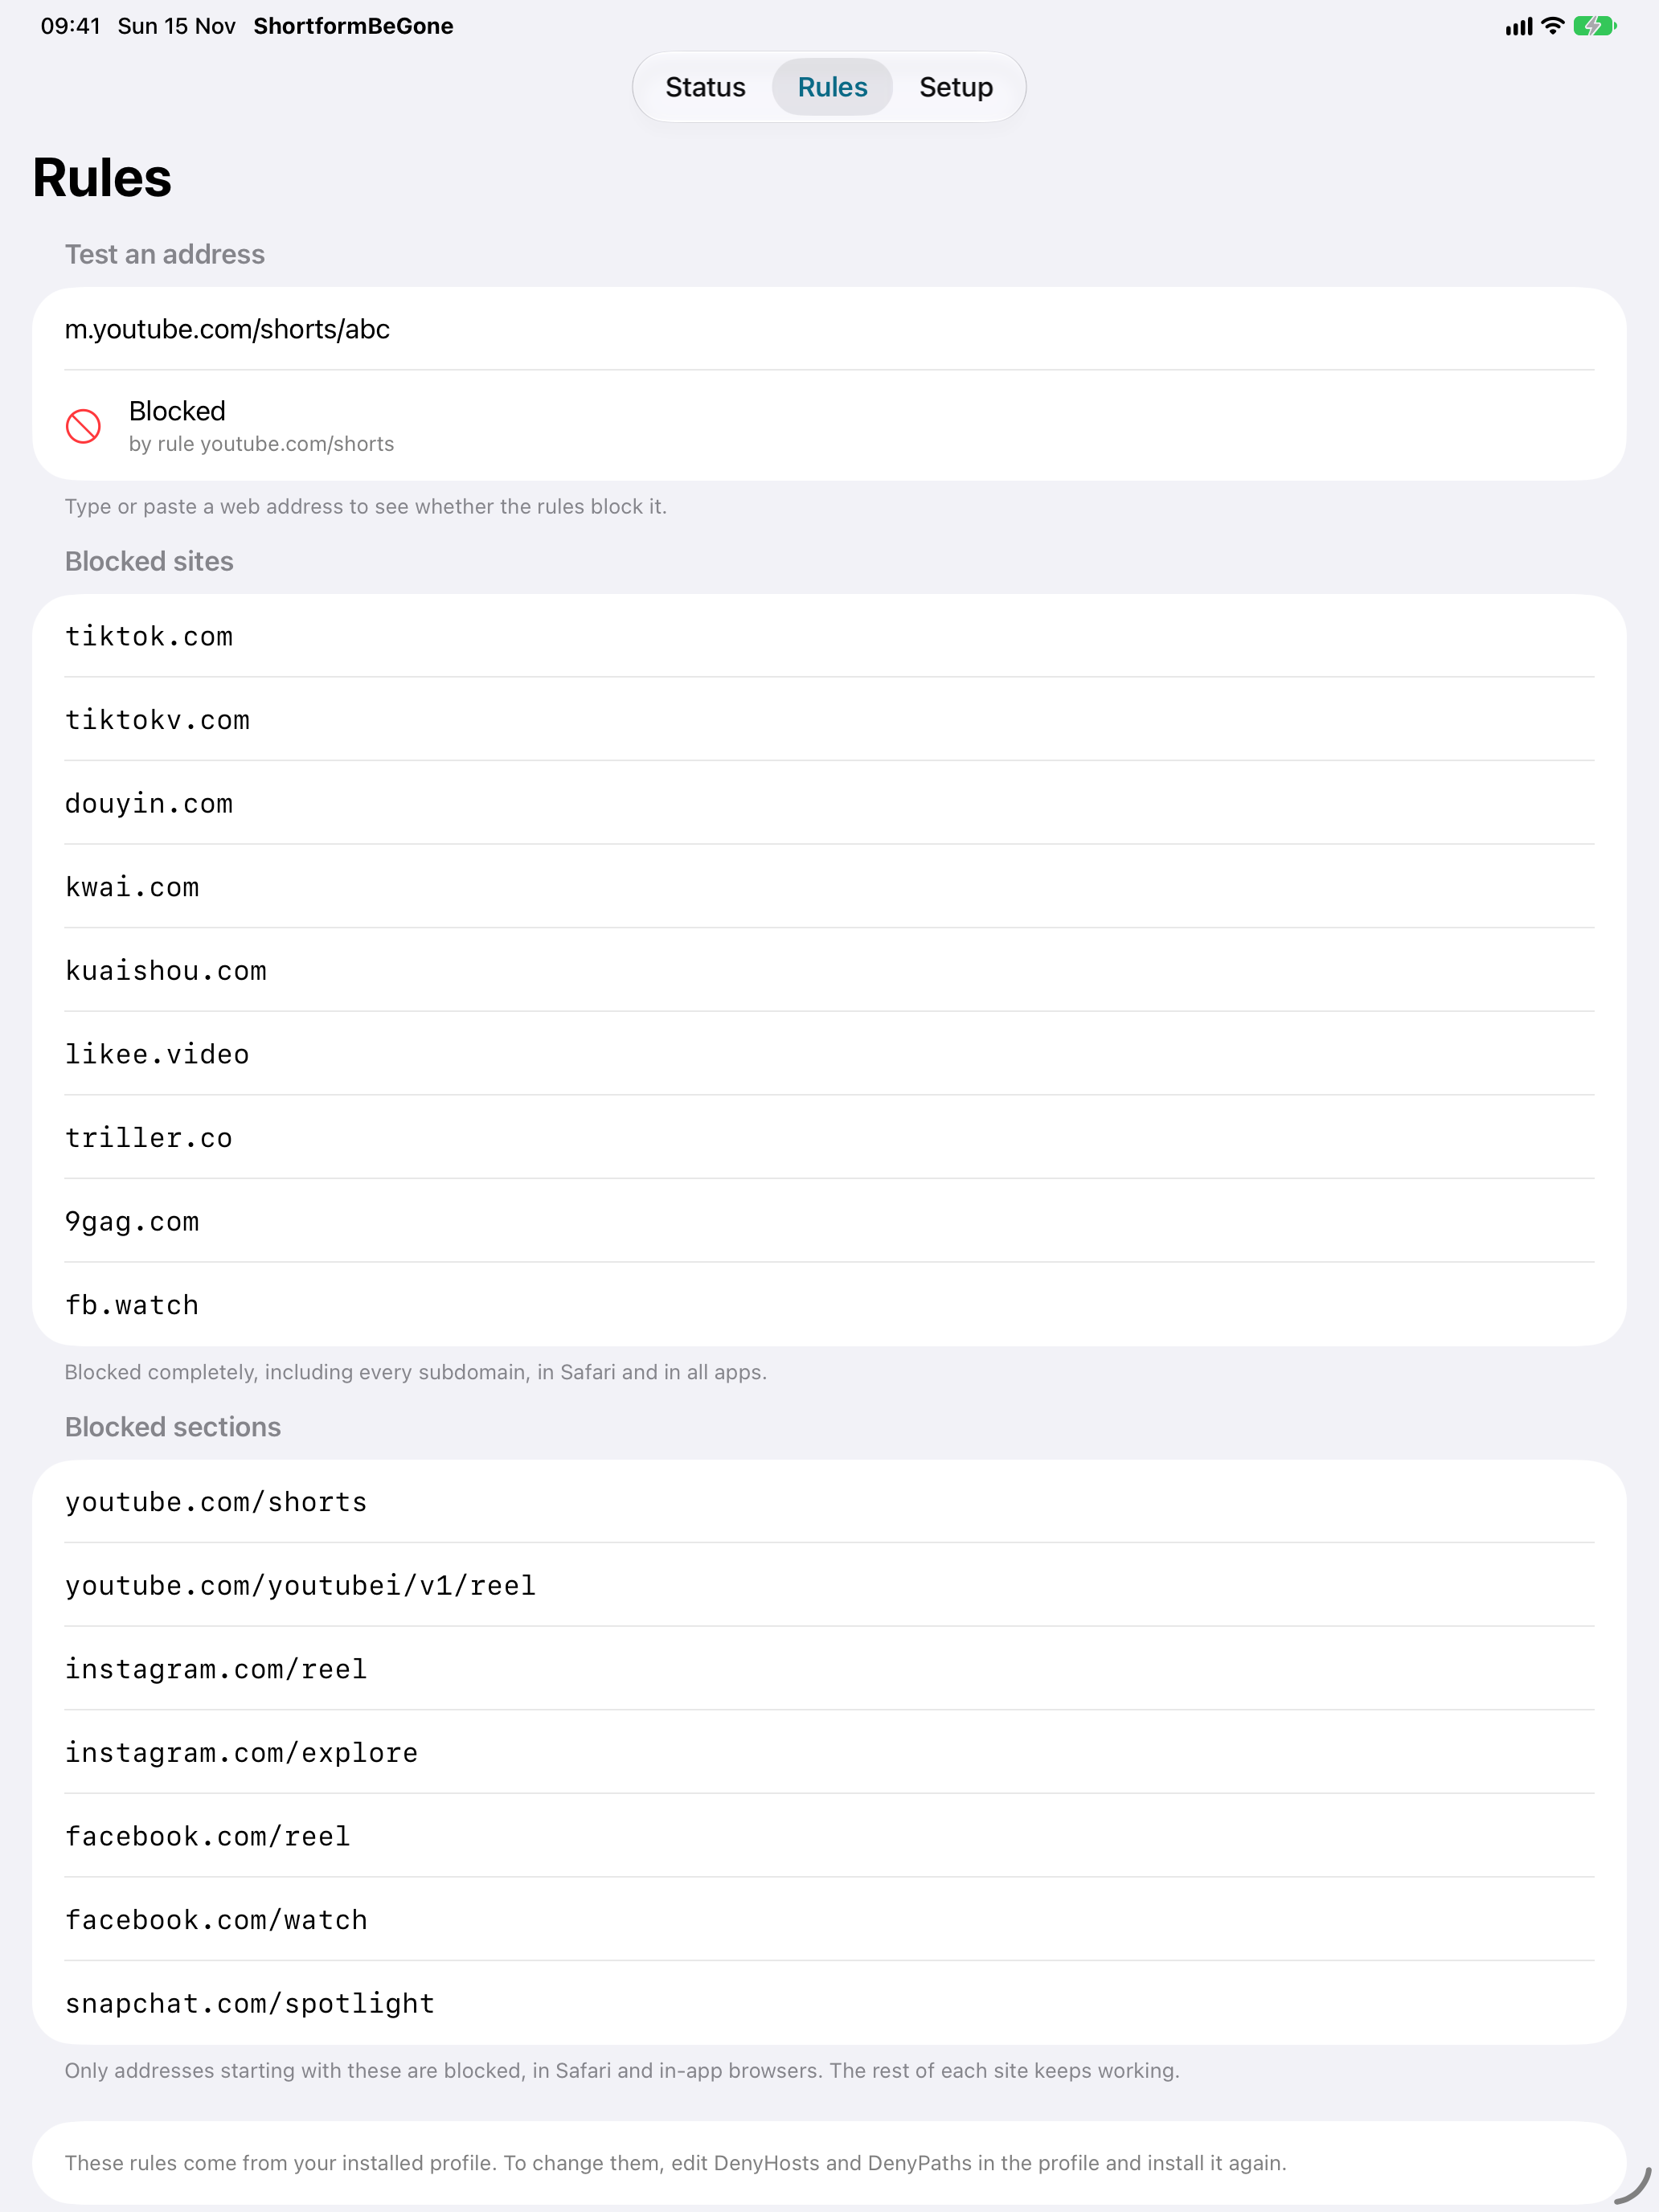 09:41 Sun 15 Nov ShortformBeGone
Status Rules Setup
Rules
Test an address
m.youtube.com/shorts/abc
Blocked
by rule youtube.com/shorts
Type or paste a web address to see whether the rules block it.
Blocked sites
tiktok.com
tiktokv.com
douyin.com
kwai.com
kuaishou.com
likee.video
triller.co
9gag.com
fb.watch
Blocked completely, including every subdomain, in Safari and in all apps.
Blocked sections
youtube.com/shorts
youtube.com/youtubei/v1/reel
instagram.com/reel
instagram.com/explore
facebook.com/reel
facebook.com/watch
snapchat.com/spotlight
Only addresses starting with these are blocked, in Safari and in-app browsers. The rest of each site keeps working.
These rules come from your installed profile. To change them, edit DenyHosts and DenyPaths in the profile and install it again.